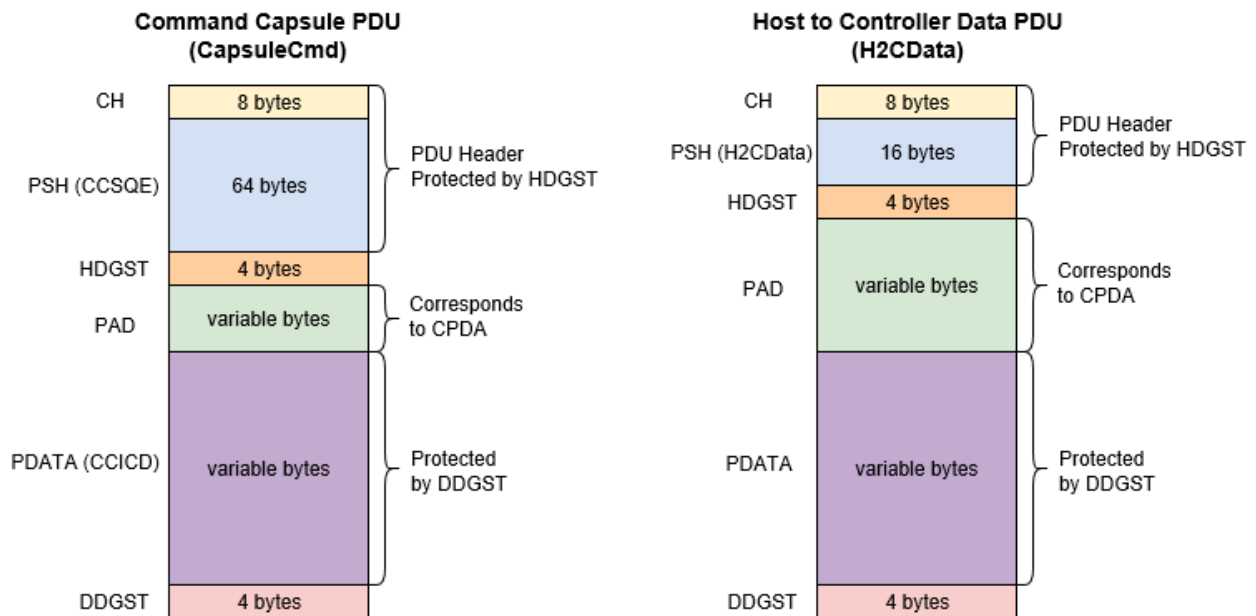 Command Capsule PDU
(CapsuleCmd)
CH
8 bytes
PSH (CCSQE)
64 bytes
PDU Header
Protected by HDGST
HDGST
4 bytes
PAD
variable bytes
Corresponds
to CPDA
PDATA (CCICD)
variable bytes
Protected
by DDGST
DDGST
4 bytes
Host to Controller Data PDU
(H2CData)
CH
8 bytes
PSH (H2CData)
16 bytes
PDU Header
Protected by HDGST
HDGST
4 bytes
PAD
variable bytes
Corresponds
to CPDA
PDATA
variable bytes
Protected
by DDGST
DDGST
4 bytes